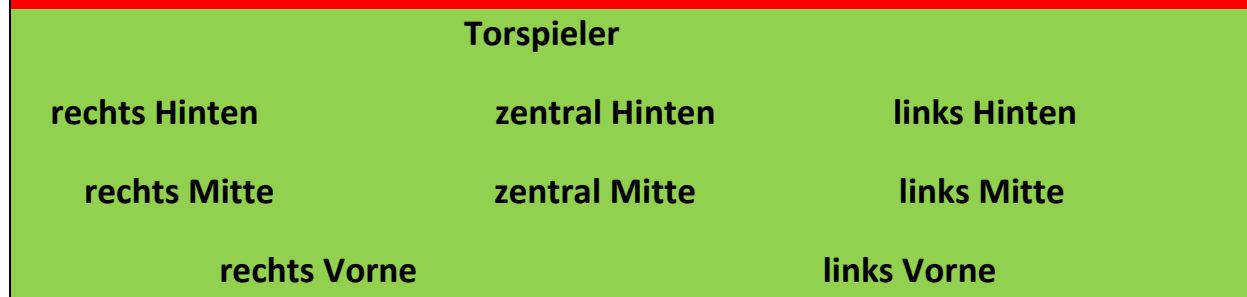 Torspieler
rechts Hinten zentral Hinten links Hinten
rechts Mitte zentral Mitte links Mitte
rechts Vorne links Vorne